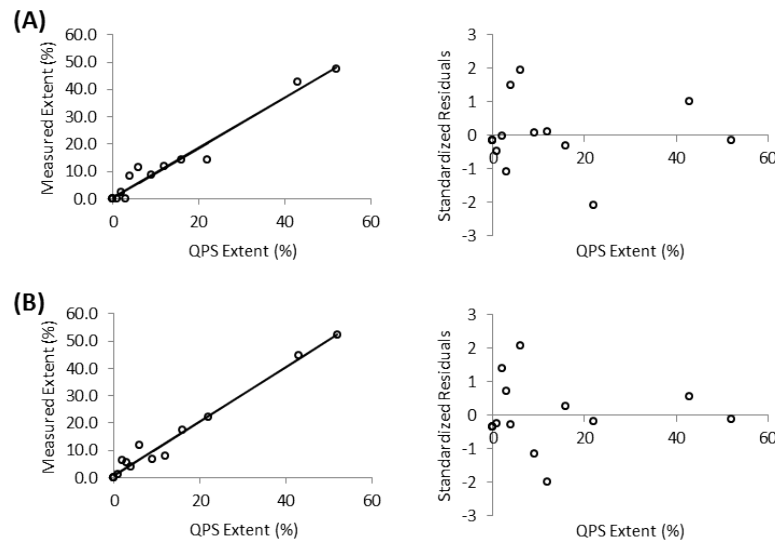 (A)
Measured Extent (%)
60.0
50.0
40.0
30.0
20.0
10.0
0.0
0 20 40 60
QPS Extent (%)
Standardized Residuals
3
2
1
0
-1
-2
-3
0 20 40 60
QPS Extent (%)
(B)
Measured Extent (%)
60.0
50.0
40.0
30.0
20.0
10.0
0.0
0 20 40 60
QPS Extent (%)
Standardized Residuals
3
2
1
0
-1
-2
-3
0 20 40 60
QPS Extent (%)